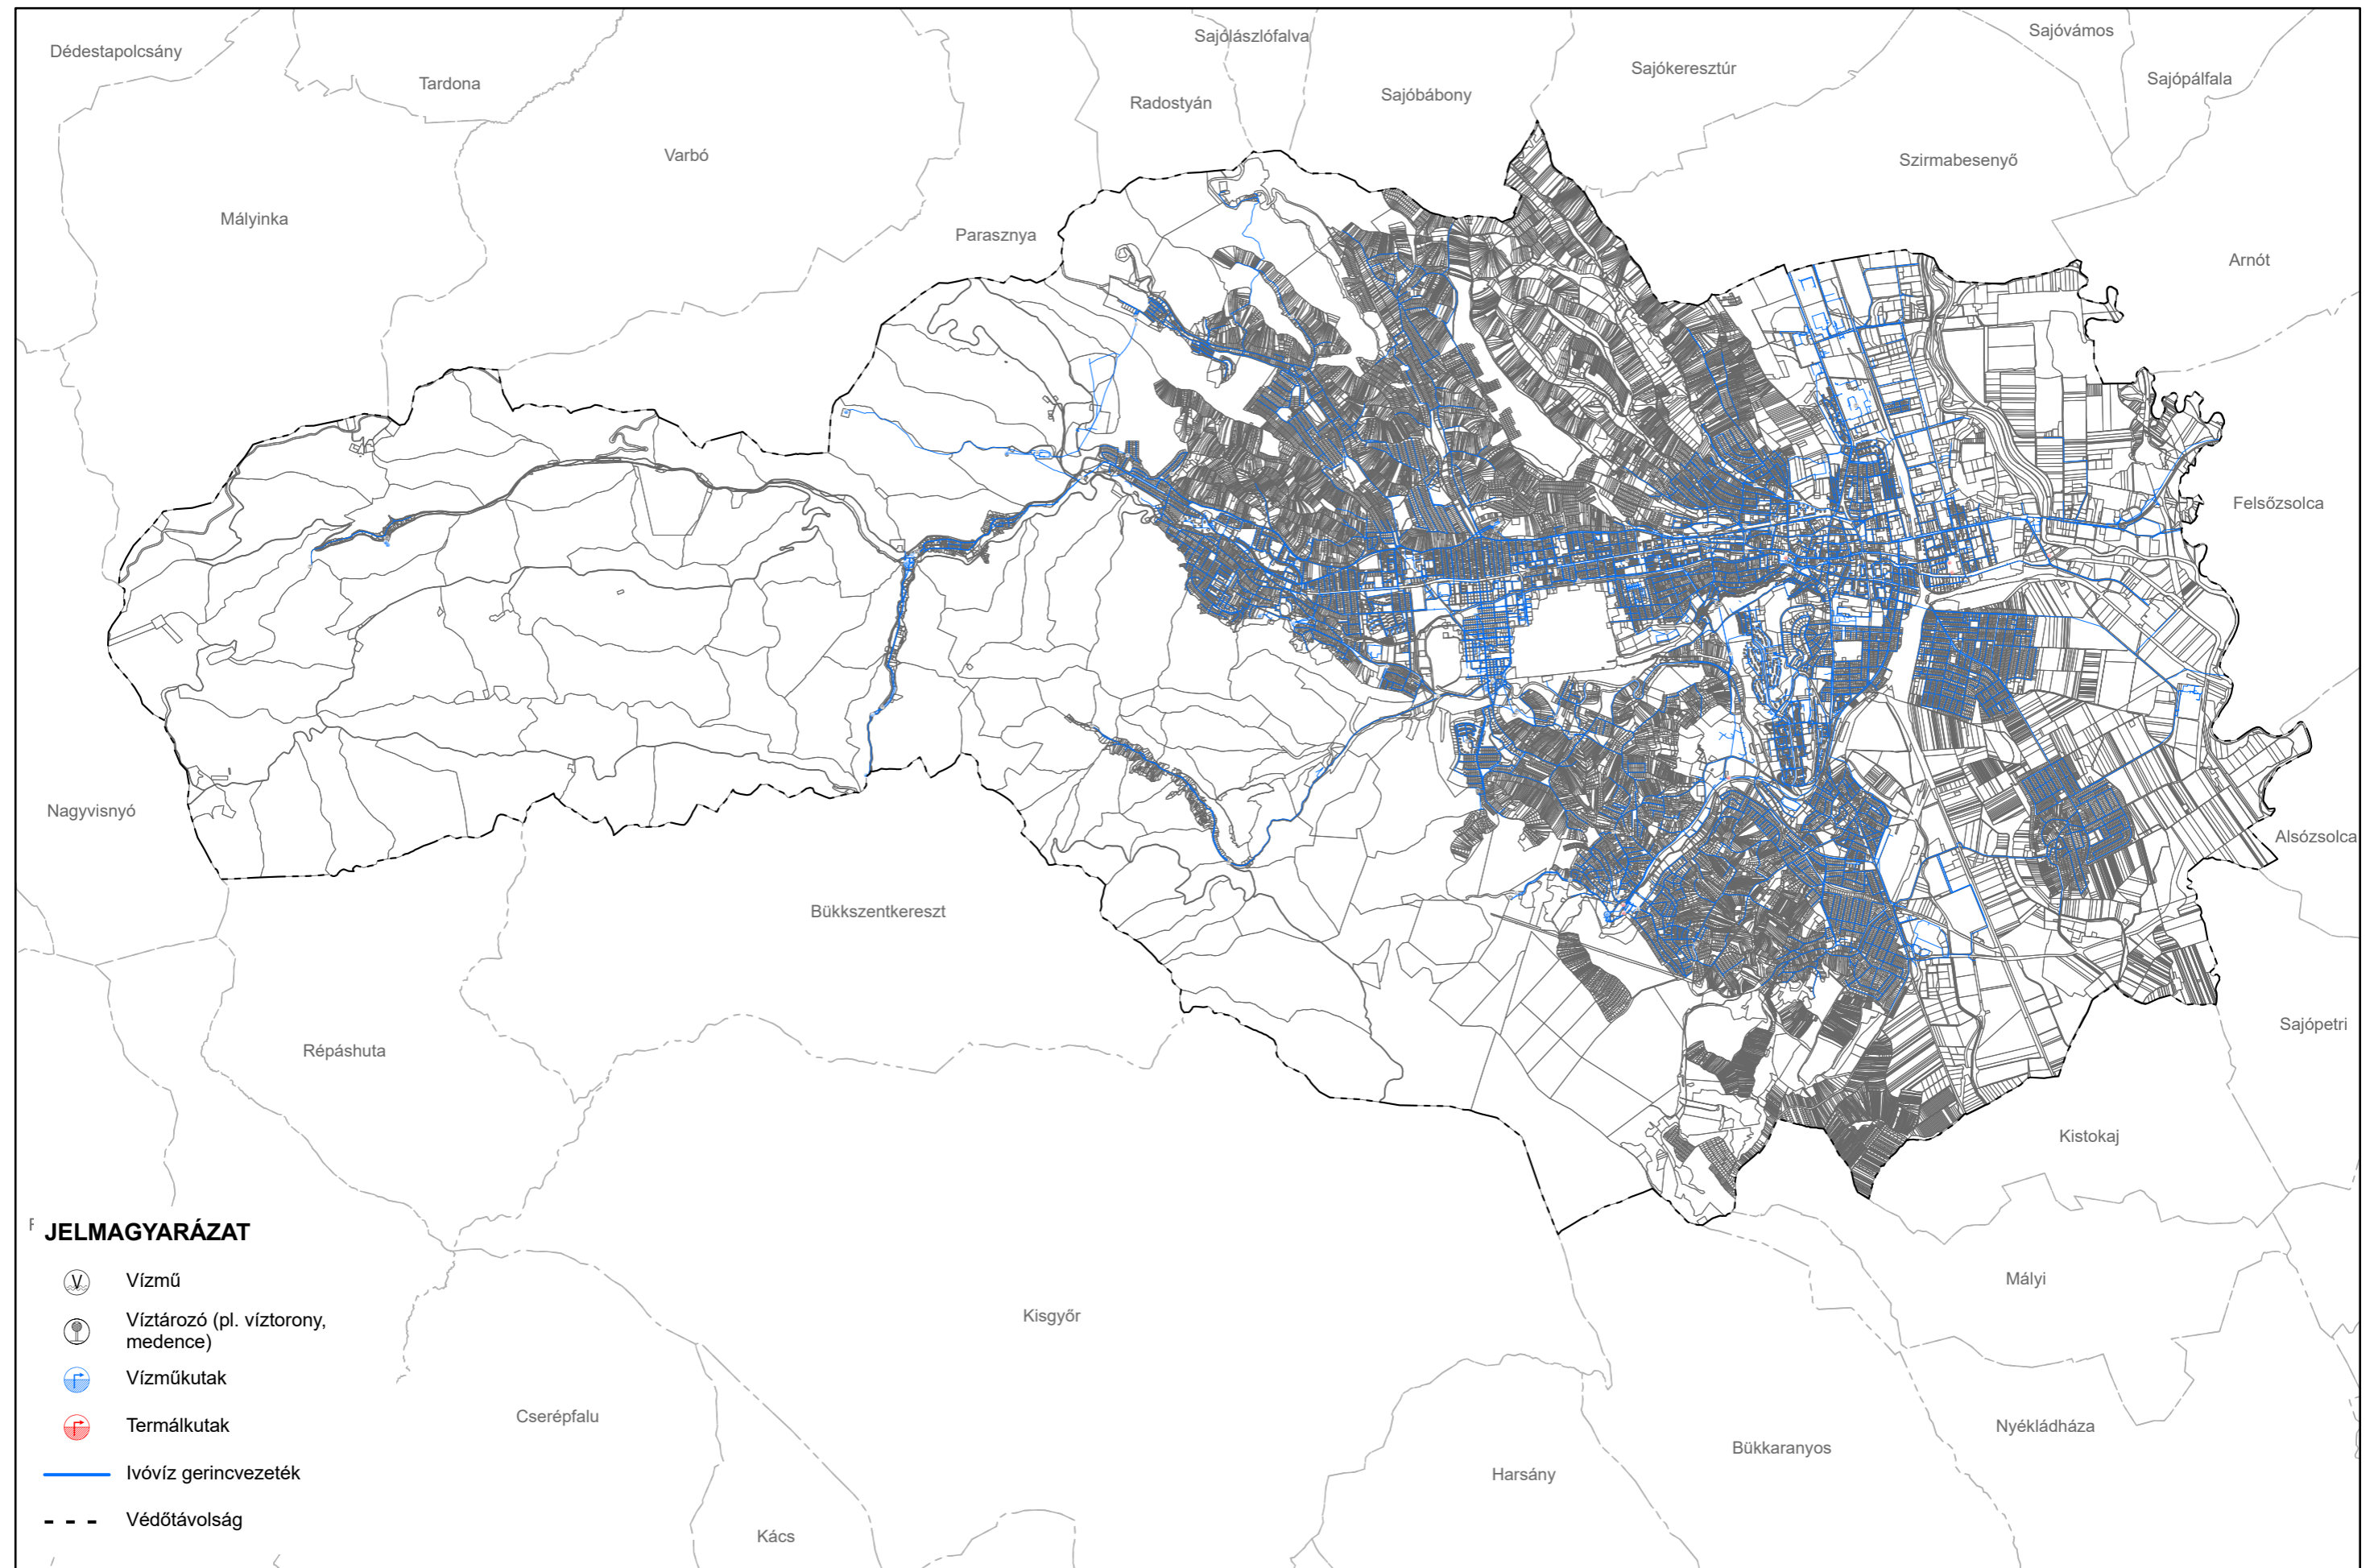 Dédestapolcsány
Tardona
Sajólászlófalva
Sajóvámos
Sajókeresztúr
Sajópálfala
Radostyán
Sajóbábony
Varbó
Szirmabesenyő
Mályinka
Parasznya
Arnót
Felsőzsolca
Nagyvisnyó
Alsózsolca
Bükkszentkereszt
Sajópetri
Répáshuta
Kistokaj
Mályi
Kisgyőr
Cserépfalu
Nyékládháza
Bükkaranyos
Harsány
Kács
JELMAGYARÁZAT
V Vízmű
Víztározó (pl. víztorony,
medence)
Vízműkutak
Termálkutak
Ivóvíz gerincvezeték
Védőtávolság